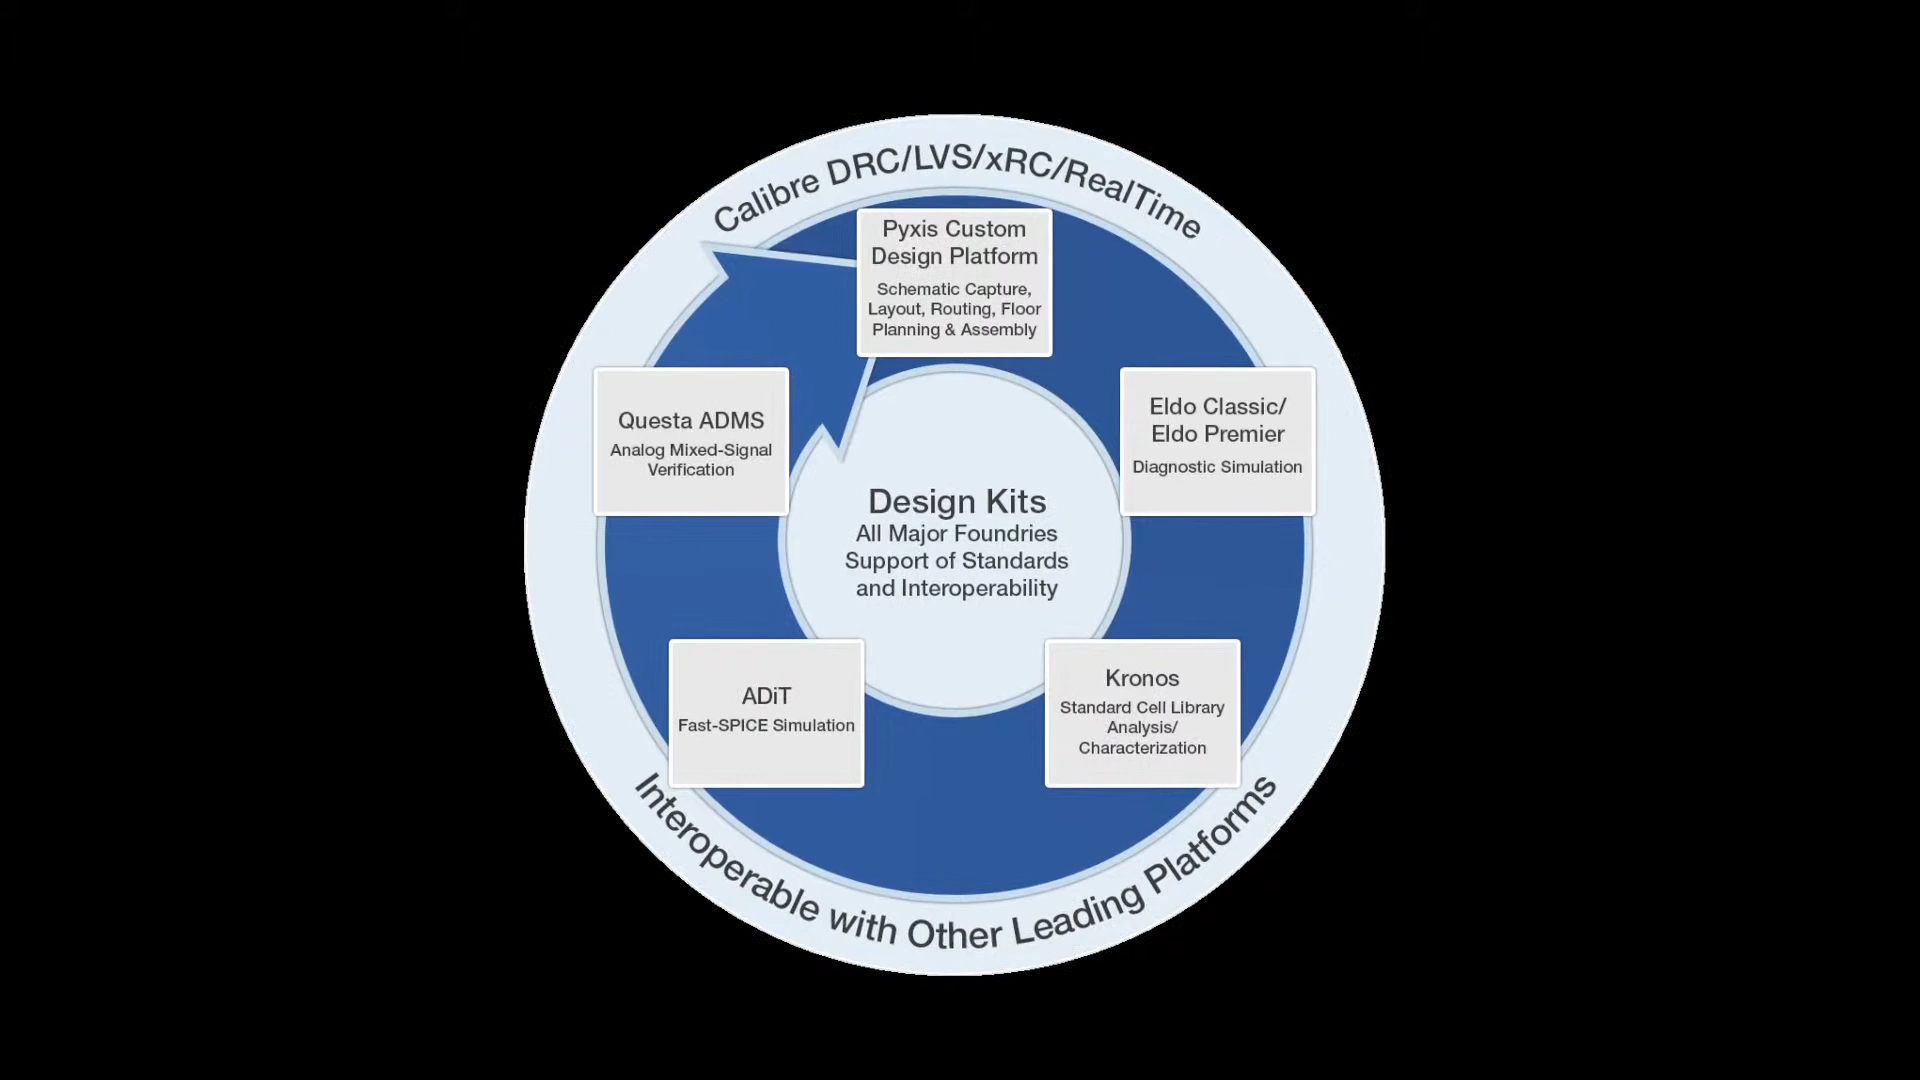 Calibre DRC/LVS/xRC/RealTime
Pyxis Custom
Design Platform
Schematic Capture,
Layout, Routing, Floor
Planning & Assembly
Questa ADMS
Analog Mixed-Signal
Verification
Eldo Classic/
Eldo Premier
Diagnostic Simulation
Design Kits
All Major Foundries
Support of Standards
and Interoperability
ADiT
Fast-SPICE Simulation
Kronos
Standard Cell Library
Analysis/
Characterization
Interoperable with Other Leading Platforms